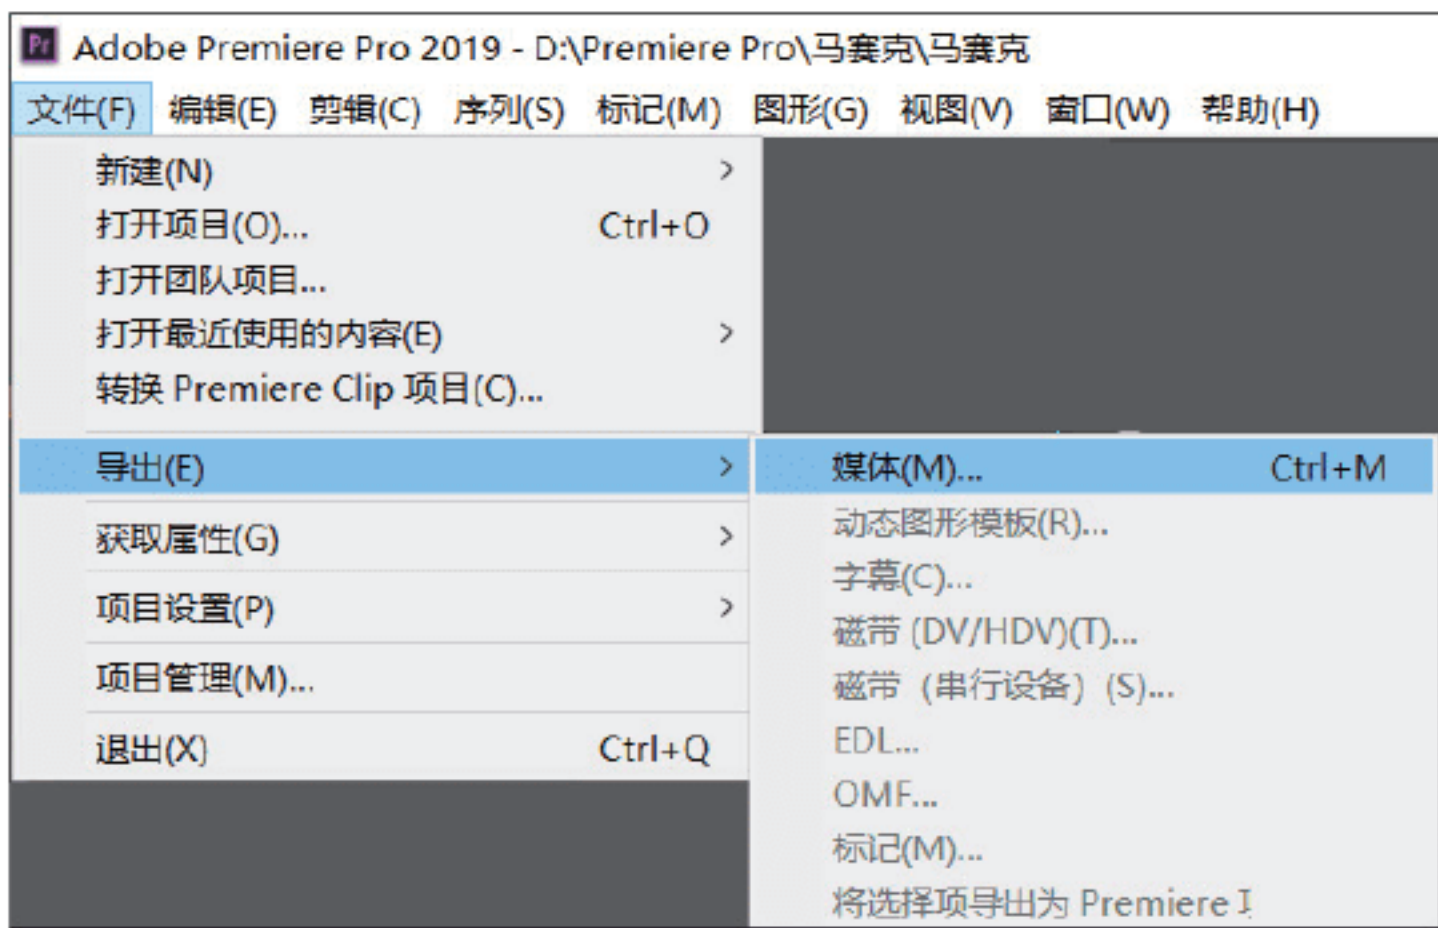 Pr Adobe Premiere Pro 2019 - D:\Premiere Pro\马赛克\马赛克
文件(F) 编辑(E) 剪辑(C) 序列(S) 标记(M) 图形(G) 视图(V) 窗口(W) 帮助(H)
新建(N) >
打开项目(O)... Ctrl+O
打开团队项目...
打开最近使用的内容(E) >
转换 Premiere Clip 项目(C)...
导出(E) >
获取属性(G) >
项目设置(P) >
项目管理(M)...
退出(X) Ctrl+Q
媒体(M)... Ctrl+M
动态图形模板(R)...
字幕(C)...
磁带 (DV/HDV)(T)...
磁带（串行设备）(S)...
EDL...
OMF...
标记(M)...
将选择项导出为 Premiere